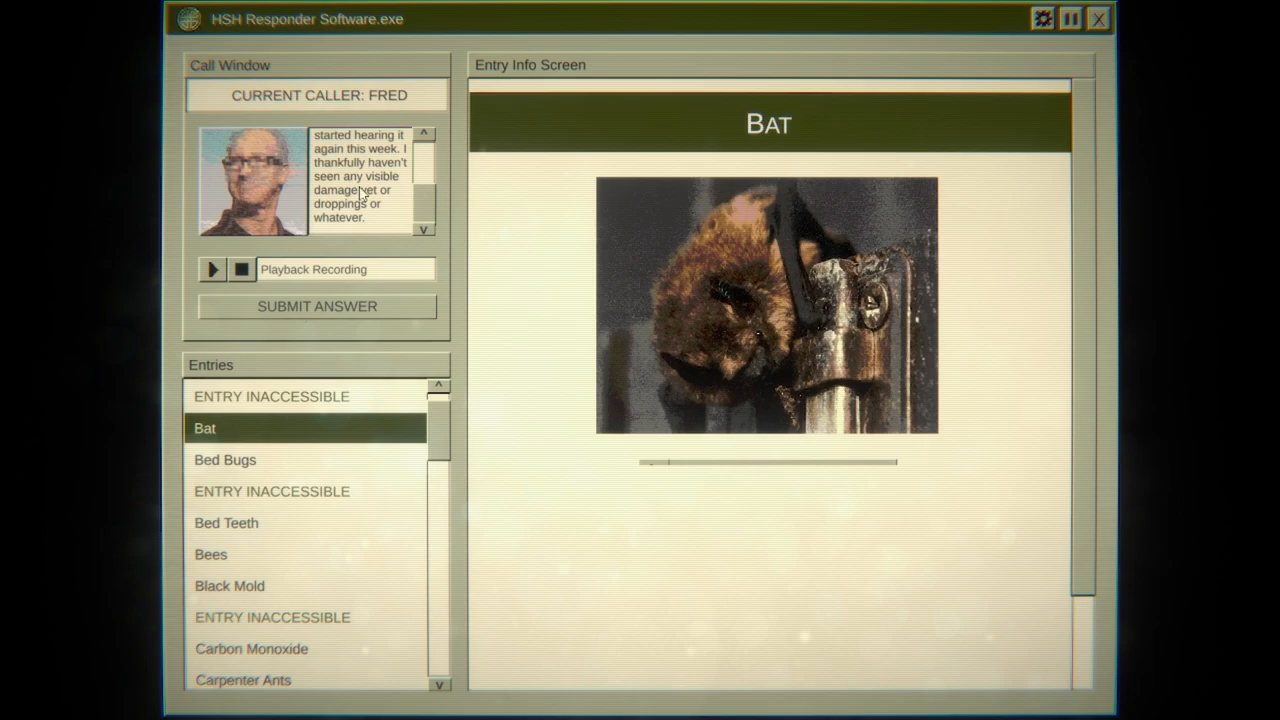 HSH Responder Software.exe
Call Window
CURRENT CALLER: FRED
started hearing it
again this week. I
thankfully haven't
seen any visible
damage yet or
droppings or
whatever.
Playback Recording
SUBMIT ANSWER
Entries
ENTRY INACCESSIBLE
Bat
Bed Bugs
ENTRY INACCESSIBLE
Bed Teeth
Bees
Black Mold
ENTRY INACCESSIBLE
Carbon Monoxide
Carpenter Ants
Entry Info Screen
BAT